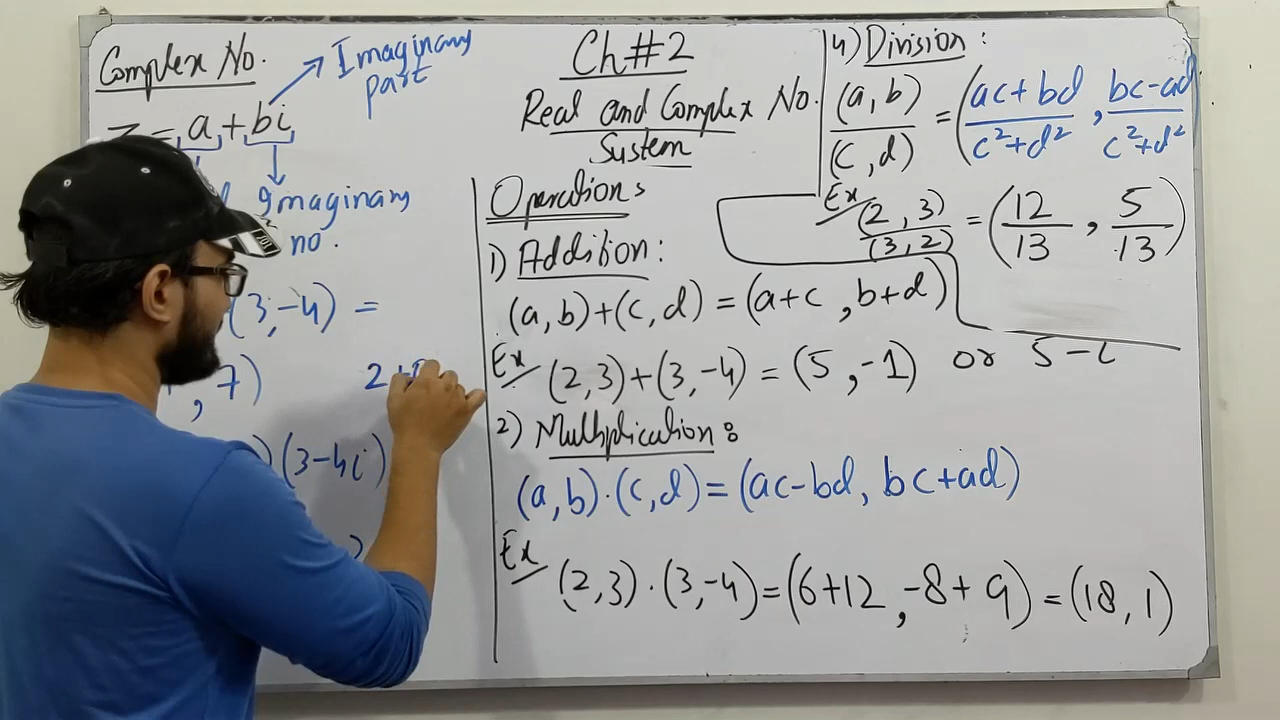 Complex No.
Imaginary
part
= a + bi
Imaginary
no.
(3,-4) =
, 7)
2+
)(3-4i)
Ch#2
Real and Complex No.
System
Operations
1) Addition:
(a,b)+(c,d)=(a+c ,b+d)
Ex (2,3)+(3,-4)=(5,-1) or 5-i
2) Multiplication:
(a,b).(c,d)=(ac-bd, bc+ad)
Ex (2,3).(3,-4)=(6+12,-8+9)=(18,1)
4) Division:
(a,b)/(c,d) = (ac+bd/c²+d² , bc-ad/c²+d²
Ex (2,3)/(3,2) = (12/13 , 5/13)